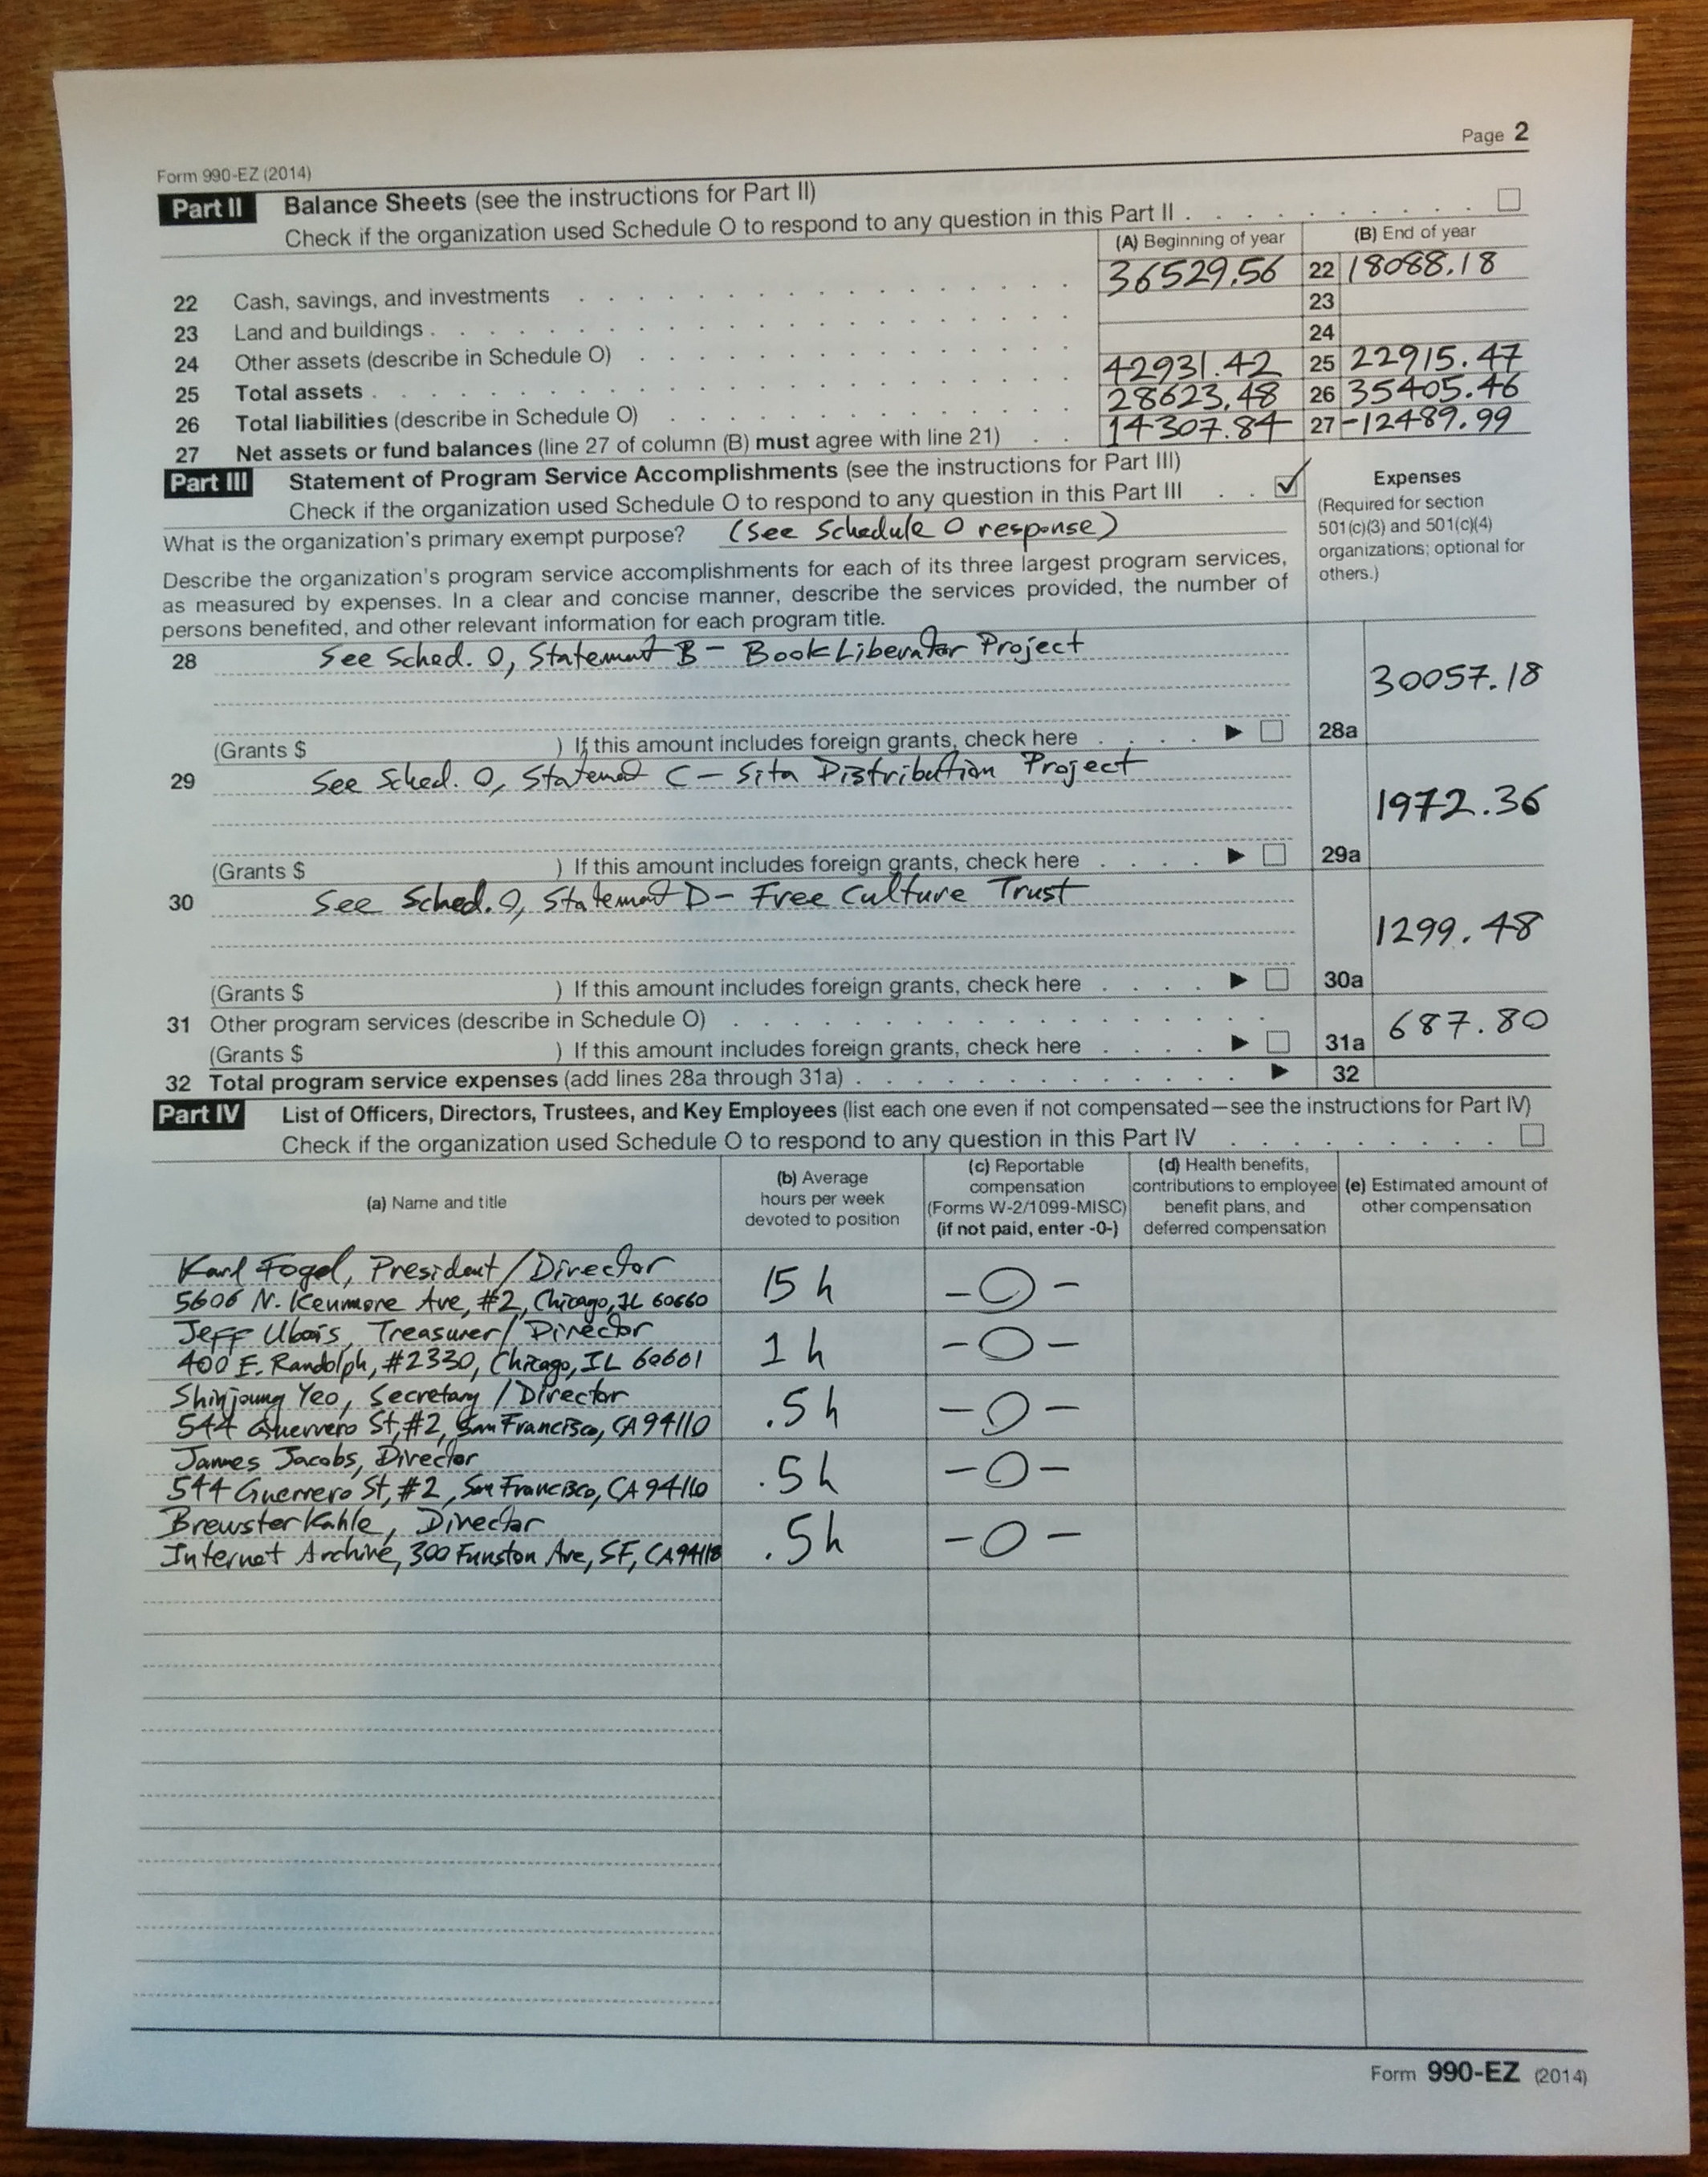 Page 2
Form 990-EZ (2014)
Part II Balance Sheets (see the instructions for Part II)
Check if the organization used Schedule O to respond to any question in this Part II . . . . . . . . . .
(A) Beginning of year (B) End of year
22 Cash, savings, and investments 36529.56 22 18088.18
23 Land and buildings 23
24 Other assets (describe in Schedule O) 24
25 Total assets 42931.42 25 22915.47
26 Total liabilities (describe in Schedule O) 28623.48 26 35405.46
27 Net assets or fund balances (line 27 of column (B) must agree with line 21) 14307.84 27 -12489.99
Part III Statement of Program Service Accomplishments (see the instructions for Part III)
Check if the organization used Schedule O to respond to any question in this Part III . . ✓
What is the organization's primary exempt purpose? (See Schedule O response)
Describe the organization's program service accomplishments for each of its three largest program services,
as measured by expenses. In a clear and concise manner, describe the services provided, the number of
persons benefited, and other relevant information for each program title.
Expenses
(Required for section
501(c)(3) and 501(c)(4)
organizations; optional for
others.)
28 See Sched. O, Statement B - BookLiberator Project
30057.18
(Grants $ ) If this amount includes foreign grants, check here . . . . ▶ 28a
29 See Sched. O, Statement C - Sita Distribution Project
1972.36
(Grants $ ) If this amount includes foreign grants, check here . . . . ▶ 29a
30 See Sched. O, Statement D - Free Culture Trust
1299.48
(Grants $ ) If this amount includes foreign grants, check here . . . . ▶ 30a
31 Other program services (describe in Schedule O)
(Grants $ ) If this amount includes foreign grants, check here . . . . ▶ 31a 687.80
32 Total program service expenses (add lines 28a through 31a) ▶ 32
Part IV List of Officers, Directors, Trustees, and Key Employees (list each one even if not compensated—see the instructions for Part IV)
Check if the organization used Schedule O to respond to any question in this Part IV . . . . . . . . .
(a) Name and title
(b) Average
hours per week
devoted to position
(c) Reportable
compensation
(Forms W-2/1099-MISC)
(if not paid, enter -0-)
(d) Health benefits,
contributions to employee
benefit plans, and
deferred compensation
(e) Estimated amount of
other compensation
Karl Fogel, President/Director
5606 N. Kenmore Ave, #2, Chicago, IL 60660 15 h -0-
Jeff Ubois, Treasurer/Director
400 E. Randolph, #2330, Chicago, IL 60601 1 h -0-
Shinjoung Yeo, Secretary/Director
544 Guerrero St, #2, San Francisco, CA 94110 .5 h -0-
James Jacobs, Director
544 Guerrero St, #2, San Francisco, CA 94110 .5 h -0-
Brewster Kahle, Director
Internet Archive, 300 Funston Ave, SF, CA 94118 .5 h -0-
Form 990-EZ (2014)